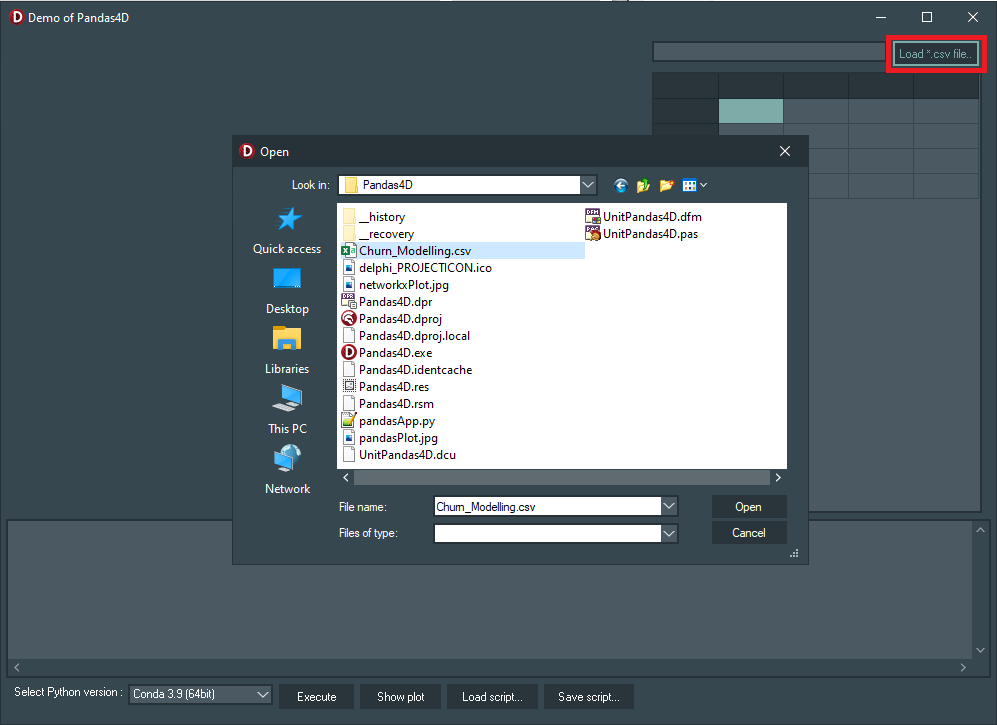 Demo of Pandas4D
Load *.csv file..
Open
Look in:
Pandas4D
Quick access
Desktop
Libraries
This PC
Network
__history
__recovery
Churn_Modelling.csv
delphi_PROJECTICON.ico
networkxPlot.jpg
Pandas4D.dpr
Pandas4D.dproj
Pandas4D.dproj.local
Pandas4D.exe
Pandas4D.identcache
Pandas4D.res
Pandas4D.rsm
pandasApp.py
pandasPlot.jpg
UnitPandas4D.dcu
UnitPandas4D.dfm
UnitPandas4D.pas
File name:
Churn_Modelling.csv
Open
Files of type:
Cancel
Select Python version :
Conda 3.9 (64bit)
Execute
Show plot
Load script...
Save script...